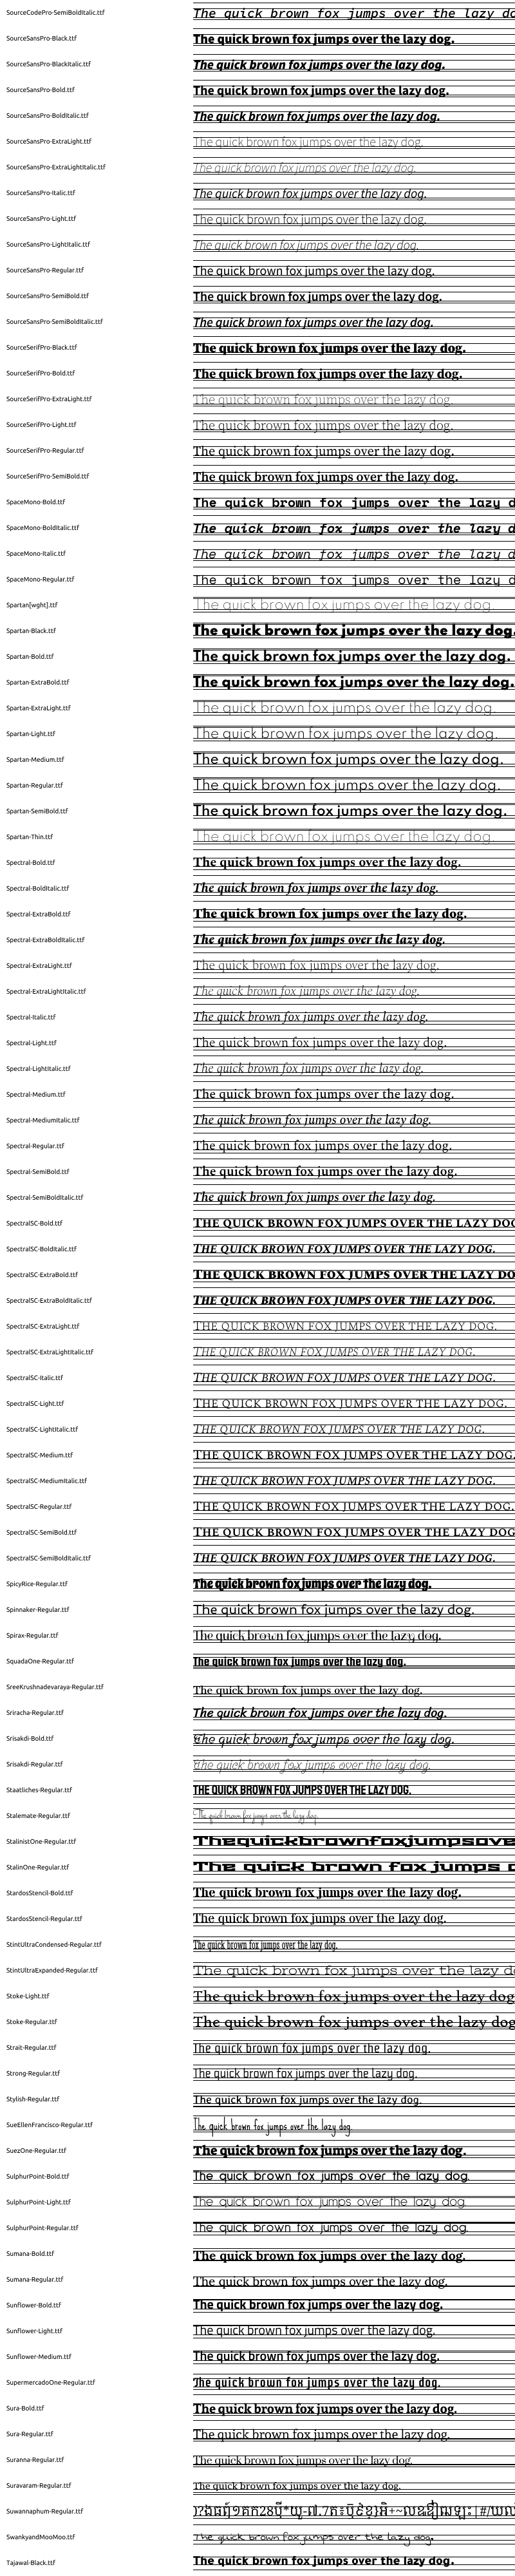 SourceCodePro-SemiBoldItalic.ttf The quick brown fox jumps over the lazy do
SourceSansPro-Black.ttf The quick brown fox jumps over the lazy dog.
SourceSansPro-BlackItalic.ttf The quick brown fox jumps over the lazy dog.
SourceSansPro-Bold.ttf The quick brown fox jumps over the lazy dog.
SourceSansPro-BoldItalic.ttf The quick brown fox jumps over the lazy dog.
SourceSansPro-ExtraLight.ttf The quick brown fox jumps over the lazy dog.
SourceSansPro-ExtraLightItalic.ttf The quick brown fox jumps over the lazy dog.
SourceSansPro-Italic.ttf The quick brown fox jumps over the lazy dog.
SourceSansPro-Light.ttf The quick brown fox jumps over the lazy dog.
SourceSansPro-LightItalic.ttf The quick brown fox jumps over the lazy dog.
SourceSansPro-Regular.ttf The quick brown fox jumps over the lazy dog.
SourceSansPro-SemiBold.ttf The quick brown fox jumps over the lazy dog.
SourceSansPro-SemiBoldItalic.ttf The quick brown fox jumps over the lazy dog.
SourceSerifPro-Black.ttf The quick brown fox jumps over the lazy dog.
SourceSerifPro-Bold.ttf The quick brown fox jumps over the lazy dog.
SourceSerifPro-ExtraLight.ttf The quick brown fox jumps over the lazy dog.
SourceSerifPro-Light.ttf The quick brown fox jumps over the lazy dog.
SourceSerifPro-Regular.ttf The quick brown fox jumps over the lazy dog.
SourceSerifPro-SemiBold.ttf The quick brown fox jumps over the lazy dog.
SpaceMono-Bold.ttf The quick brown fox jumps over the lazy d
SpaceMono-BoldItalic.ttf The quick brown fox jumps over the lazy d
SpaceMono-Italic.ttf The quick brown fox jumps over the lazy d
SpaceMono-Regular.ttf The quick brown fox jumps over the lazy d
Spartan[wght].ttf The quick brown fox jumps over the lazy dog.
Spartan-Black.ttf The quick brown fox jumps over the lazy dog.
Spartan-Bold.ttf The quick brown fox jumps over the lazy dog.
Spartan-ExtraBold.ttf The quick brown fox jumps over the lazy dog.
Spartan-ExtraLight.ttf The quick brown fox jumps over the lazy dog.
Spartan-Light.ttf The quick brown fox jumps over the lazy dog.
Spartan-Medium.ttf The quick brown fox jumps over the lazy dog.
Spartan-Regular.ttf The quick brown fox jumps over the lazy dog.
Spartan-SemiBold.ttf The quick brown fox jumps over the lazy dog.
Spartan-Thin.ttf The quick brown fox jumps over the lazy dog.
Spectral-Bold.ttf The quick brown fox jumps over the lazy dog.
Spectral-BoldItalic.ttf The quick brown fox jumps over the lazy dog.
Spectral-ExtraBold.ttf The quick brown fox jumps over the lazy dog.
Spectral-ExtraBoldItalic.ttf The quick brown fox jumps over the lazy dog.
Spectral-ExtraLight.ttf The quick brown fox jumps over the lazy dog.
Spectral-ExtraLightItalic.ttf The quick brown fox jumps over the lazy dog.
Spectral-Italic.ttf The quick brown fox jumps over the lazy dog.
Spectral-Light.ttf The quick brown fox jumps over the lazy dog.
Spectral-LightItalic.ttf The quick brown fox jumps over the lazy dog.
Spectral-Medium.ttf The quick brown fox jumps over the lazy dog.
Spectral-MediumItalic.ttf The quick brown fox jumps over the lazy dog.
Spectral-Regular.ttf The quick brown fox jumps over the lazy dog.
Spectral-SemiBold.ttf The quick brown fox jumps over the lazy dog.
Spectral-SemiBoldItalic.ttf The quick brown fox jumps over the lazy dog.
SpectralSC-Bold.ttf THE QUICK BROWN FOX JUMPS OVER THE LAZY DOG
SpectralSC-BoldItalic.ttf THE QUICK BROWN FOX JUMPS OVER THE LAZY DOG.
SpectralSC-ExtraBold.ttf THE QUICK BROWN FOX JUMPS OVER THE LAZY DO
SpectralSC-ExtraBoldItalic.ttf THE QUICK BROWN FOX JUMPS OVER THE LAZY DOG.
SpectralSC-ExtraLight.ttf THE QUICK BROWN FOX JUMPS OVER THE LAZY DOG.
SpectralSC-ExtraLightItalic.ttf THE QUICK BROWN FOX JUMPS OVER THE LAZY DOG.
SpectralSC-Italic.ttf THE QUICK BROWN FOX JUMPS OVER THE LAZY DOG.
SpectralSC-Light.ttf THE QUICK BROWN FOX JUMPS OVER THE LAZY DOG.
SpectralSC-LightItalic.ttf THE QUICK BROWN FOX JUMPS OVER THE LAZY DOG.
SpectralSC-Medium.ttf THE QUICK BROWN FOX JUMPS OVER THE LAZY DOG.
SpectralSC-MediumItalic.ttf THE QUICK BROWN FOX JUMPS OVER THE LAZY DOG.
SpectralSC-Regular.ttf THE QUICK BROWN FOX JUMPS OVER THE LAZY DOG.
SpectralSC-SemiBold.ttf THE QUICK BROWN FOX JUMPS OVER THE LAZY DOG
SpectralSC-SemiBoldItalic.ttf THE QUICK BROWN FOX JUMPS OVER THE LAZY DOG.
SpicyRice-Regular.ttf The quick brown fox jumps over the lazy dog.
Spinnaker-Regular.ttf The quick brown fox jumps over the lazy dog.
Spirax-Regular.ttf The quick brown fox jumps over the lazy dog.
SquadaOne-Regular.ttf The quick brown fox jumps over the lazy dog.
SreeKrushnadevaraya-Regular.ttf The quick brown fox jumps over the lazy dog.
Sriracha-Regular.ttf The quick brown fox jumps over the lazy dog.
Srisakdi-Bold.ttf The quick brown fox jumps over the lazy dog.
Srisakdi-Regular.ttf The quick brown fox jumps over the lazy dog.
Staatliches-Regular.ttf THE QUICK BROWN FOX JUMPS OVER THE LAZY DOG.
Stalemate-Regular.ttf The quick brown fox jumps over the lazy dog.
StalinistOne-Regular.ttf Thequickbrownfoxjumpsove
StalinOne-Regular.ttf The quick brown fox jumps o
StardosStencil-Bold.ttf The quick brown fox jumps over the lazy dog.
StardosStencil-Regular.ttf The quick brown fox jumps over the lazy dog.
StintUltraCondensed-Regular.ttf The quick brown fox jumps over the lazy dog.
StintUltraExpanded-Regular.ttf The quick brown fox jumps over the lazy d
Stoke-Light.ttf The quick brown fox jumps over the lazy dog
Stoke-Regular.ttf The quick brown fox jumps over the lazy dog
Strait-Regular.ttf The quick brown fox jumps over the lazy dog.
Strong-Regular.ttf The quick brown fox jumps over the lazy dog.
Stylish-Regular.ttf The quick brown fox jumps over the lazy dog.
SueEllenFrancisco-Regular.ttf The quick brown fox jumps over the lazy dog.
SuezOne-Regular.ttf The quick brown fox jumps over the lazy dog.
SulphurPoint-Bold.ttf The quick brown fox jumps over the lazy dog.
SulphurPoint-Light.ttf The quick brown fox jumps over the lazy dog.
SulphurPoint-Regular.ttf The quick brown fox jumps over the lazy dog.
Sumana-Bold.ttf The quick brown fox jumps over the lazy dog.
Sumana-Regular.ttf The quick brown fox jumps over the lazy dog.
Sunflower-Bold.ttf The quick brown fox jumps over the lazy dog.
Sunflower-Light.ttf The quick brown fox jumps over the lazy dog.
Sunflower-Medium.ttf The quick brown fox jumps over the lazy dog.
SupermercadoOne-Regular.ttf The quick brown fox jumps over the lazy dog.
Sura-Bold.ttf The quick brown fox jumps over the lazy dog.
Sura-Regular.ttf The quick brown fox jumps over the lazy dog.
Suranna-Regular.ttf The quick brown fox jumps over the lazy dog.
Suravaram-Regular.ttf The quick brown fox jumps over the lazy dog.
Suwannaphum-Regular.ttf
SwankyandMooMoo.ttf The quick brown fox jumps over the lazy dog.
Tajawal-Black.ttf The quick brown fox jumps over the lazy dog.